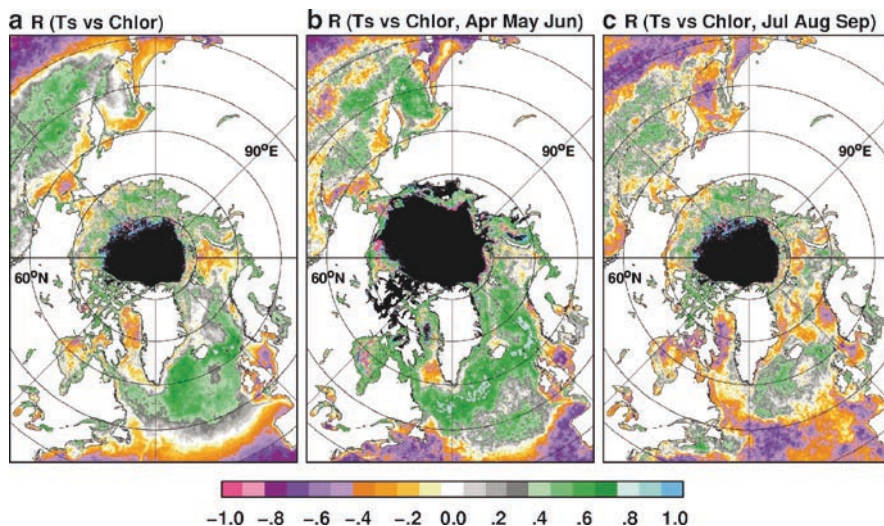 a R (Ts vs Chlor)
b R (Ts vs Chlor, Apr May Jun)
c R (Ts vs Chlor, Jul Aug Sep)
90°E
60°N
90°E
60°N
90°E
60°N
-1.0 -.8 -.6 -.4 -.2 0.0 .2 .4 .6 .8 1.0